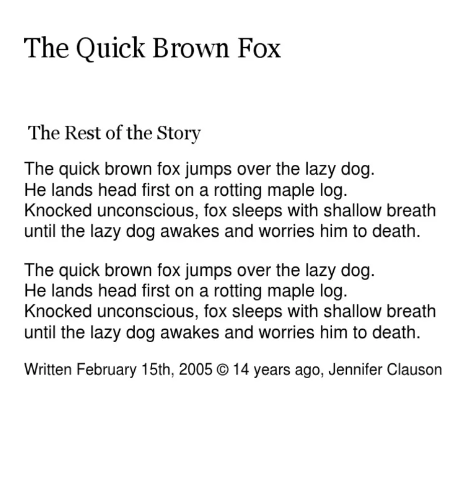 The Quick Brown Fox
The Rest of the Story
The quick brown fox jumps over the lazy dog.
He lands head first on a rotting maple log.
Knocked unconscious, fox sleeps with shallow breath
until the lazy dog awakes and worries him to death.
The quick brown fox jumps over the lazy dog.
He lands head first on a rotting maple log.
Knocked unconscious, fox sleeps with shallow breath
until the lazy dog awakes and worries him to death.
Written February 15th, 2005 © 14 years ago, Jennifer Clauson